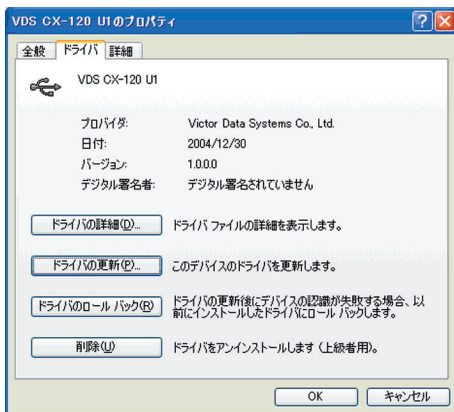 VDS CX-120 U1のプロパティ
全般 ドライバ 詳細
VDS CX-120 U1
プロバイダ: Victor Data Systems Co., Ltd.
日付: 2004/12/30
バージョン: 1.0.0.0
デジタル署名者: デジタル署名されていません
ドライバの詳細(D)... ドライバ ファイルの詳細を表示します。
ドライバの更新(P)... このデバイスのドライバを更新します。
ドライバのロール バック(R) ドライバの更新後にデバイスの認識が失敗する場合、以
前にインストールしたドライバにロール バックします。
削除(U) ドライバをアンインストールします (上級者用)。
OK キャンセル